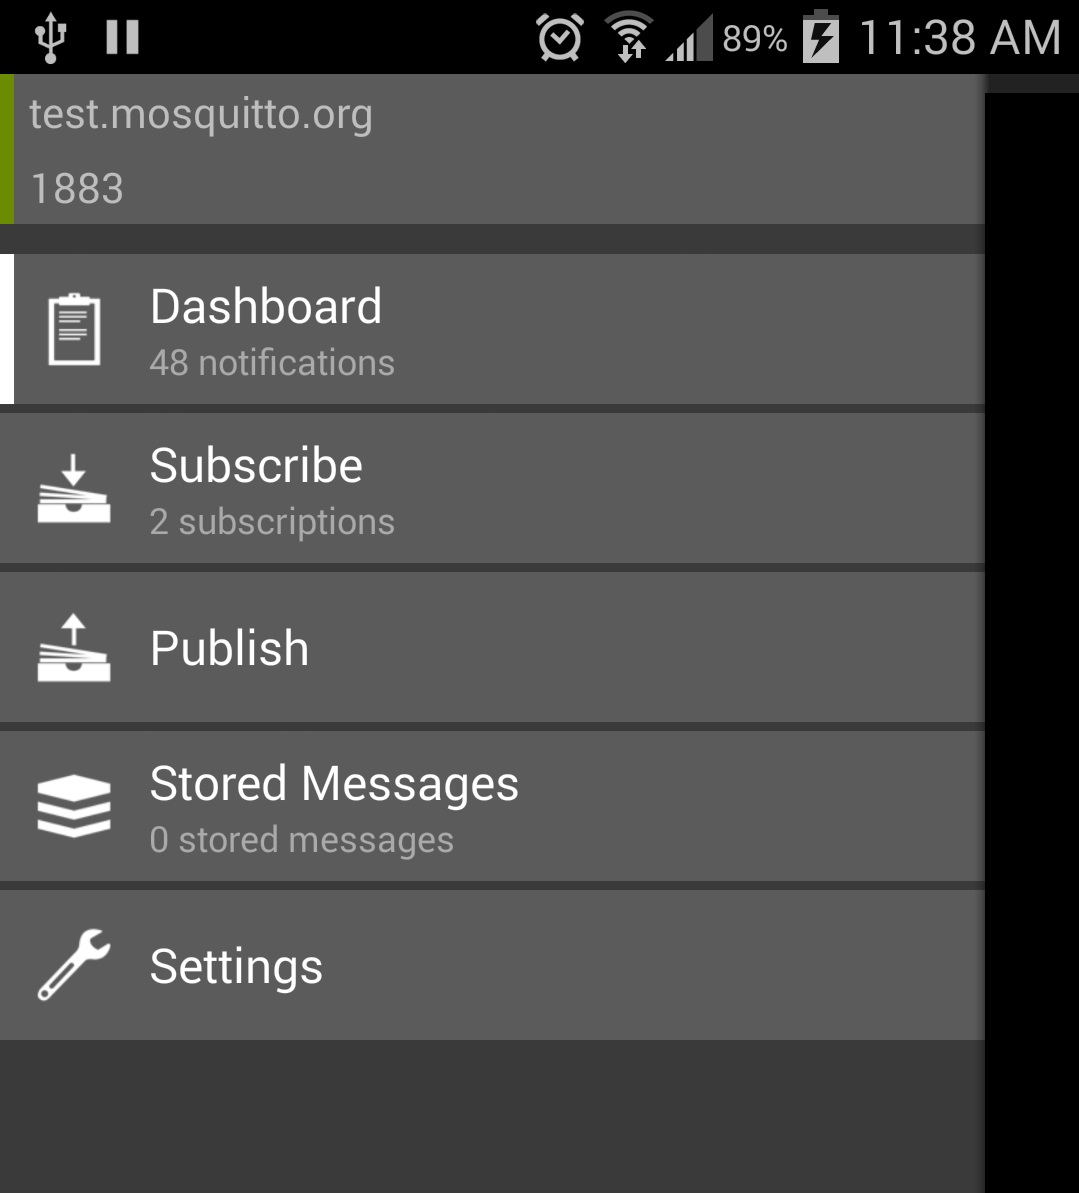 89% 11:38 AM
test.mosquitto.org
1883
Dashboard
48 notifications
Subscribe
2 subscriptions
Publish
Stored Messages
0 stored messages
Settings